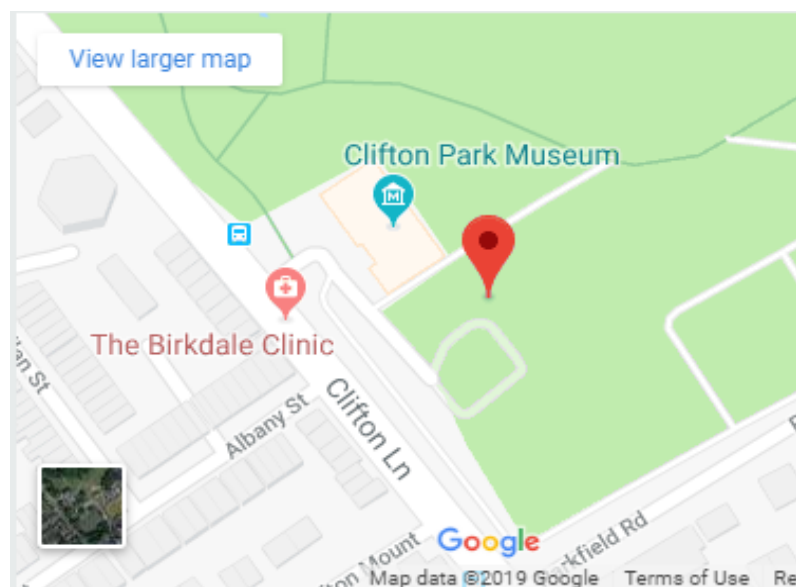 View larger map
Clifton Park Museum
The Birkdale Clinic
Albany St
Clifton Ln
Mount
Google
Map data ©2019 Google
Terms of Use